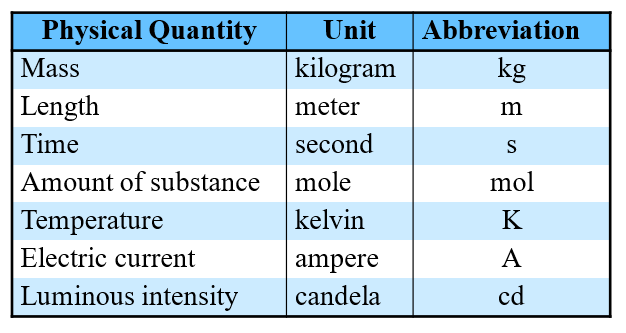 Physical Quantity Unit Abbreviation
Mass kilogram kg
Length meter m
Time second s
Amount of substance mole mol
Temperature kelvin K
Electric current ampere A
Luminous intensity candela cd